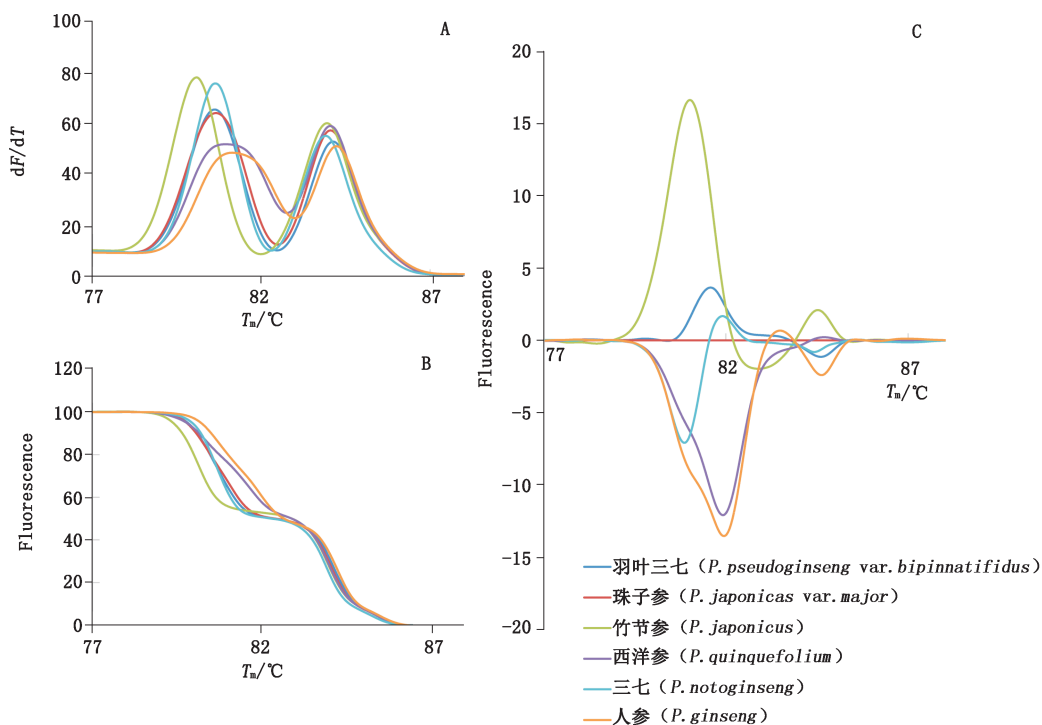 A
100
80
60
40
20
0
dF/dT
77
82
87
Tm/℃
B
120
100
80
60
40
20
0
Fluorescence
77
82
87
Tm/℃
C
20
15
10
5
0
-5
-10
-15
-20
Fluorescence
77
82
87
Tm/℃
羽叶三七（P.pseudoginseng var.bipinnatifidus）
珠子参（P.japonicas var.major）
竹节参（P.japonicus）
西洋参（P.quinquefolium）
三七（P.notoginseng）
人参（P.ginseng）